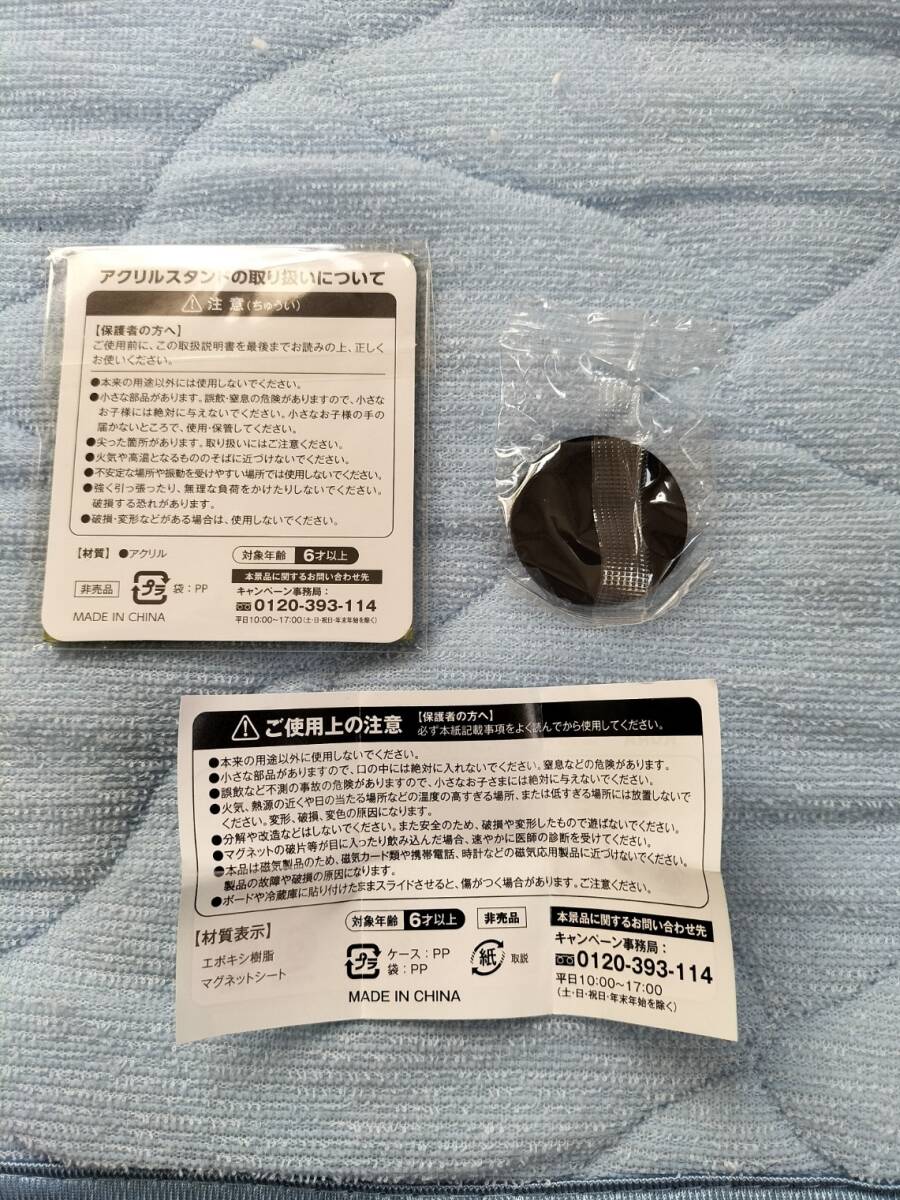 アクリルスタンドの取り扱いについて
注意(ちゅうい)
【保護者の方へ】
ご使用前に、この取扱説明書を最後までお読みの上、正しく
お使いください。
●本来の用途以外には使用しないでください。
●小さな部品があります。誤飲・窒息の危険がありますので、小さな
お子様には絶対に与えないでください。小さなお子様の手の
届かないところで、使用・保管してください。
●尖った箇所があります。取り扱いにはご注意ください。
●火気や高温となるもののそばに近づけないでください。
●不安定な場所や振動を受けやすい場所では使用しないでください。
●強く引っ張ったり、無理な負荷をかけたりしないでください。
破損する恐れがあります。
●破損・変形などがある場合は、使用しないでください。
【材質】 ●アクリル
対象年齢 6才以上
非売品 プラ 袋:PP
本景品に関するお問い合わせ先
キャンペーン事務局:
0120-393-114
MADE IN CHINA
平日10:00~17:00(土・日・祝日・年末年始を除く)
ご使用上の注意
【保護者の方へ】
必ず本紙記載事項をよく読んでから使用してください。
●本来の用途以外に使用しないでください。
●小さな部品がありますので、口の中には絶対に入れないでください。窒息などの危険があります。
●誤飲など不測の事故の危険がありますので、小さなお子さまには絶対に与えないでください。
●火気、熱源の近くや日の当たる場所などの温度の高すぎる場所、または低すぎる場所には放置しないで
ください。変形、破損、変色の原因になります。
●分解や改造などはしないでください。また安全のため、破損や変形したもので遊ばないでください。
●マグネットの破片等が目に入ったり飲み込んだ場合、速やかに医師の診断を受けてください。
●本品は磁気製品のため、磁気カード類や携帯電話、時計などの磁気応用製品に近づけないでください。
製品の故障や破損の原因になります。
●ボードや冷蔵庫に貼り付けたままスライドさせると、傷がつく場合があります。ご注意ください。
【材質表示】
エポキシ樹脂
マグネットシート
対象年齢 6才以上 非売品
プラ ケース:PP
袋:PP
紙 取説
MADE IN CHINA
本景品に関するお問い合わせ先
キャンペーン事務局:
0120-393-114
平日10:00~17:00
(土・日・祝日・年末年始を除く)